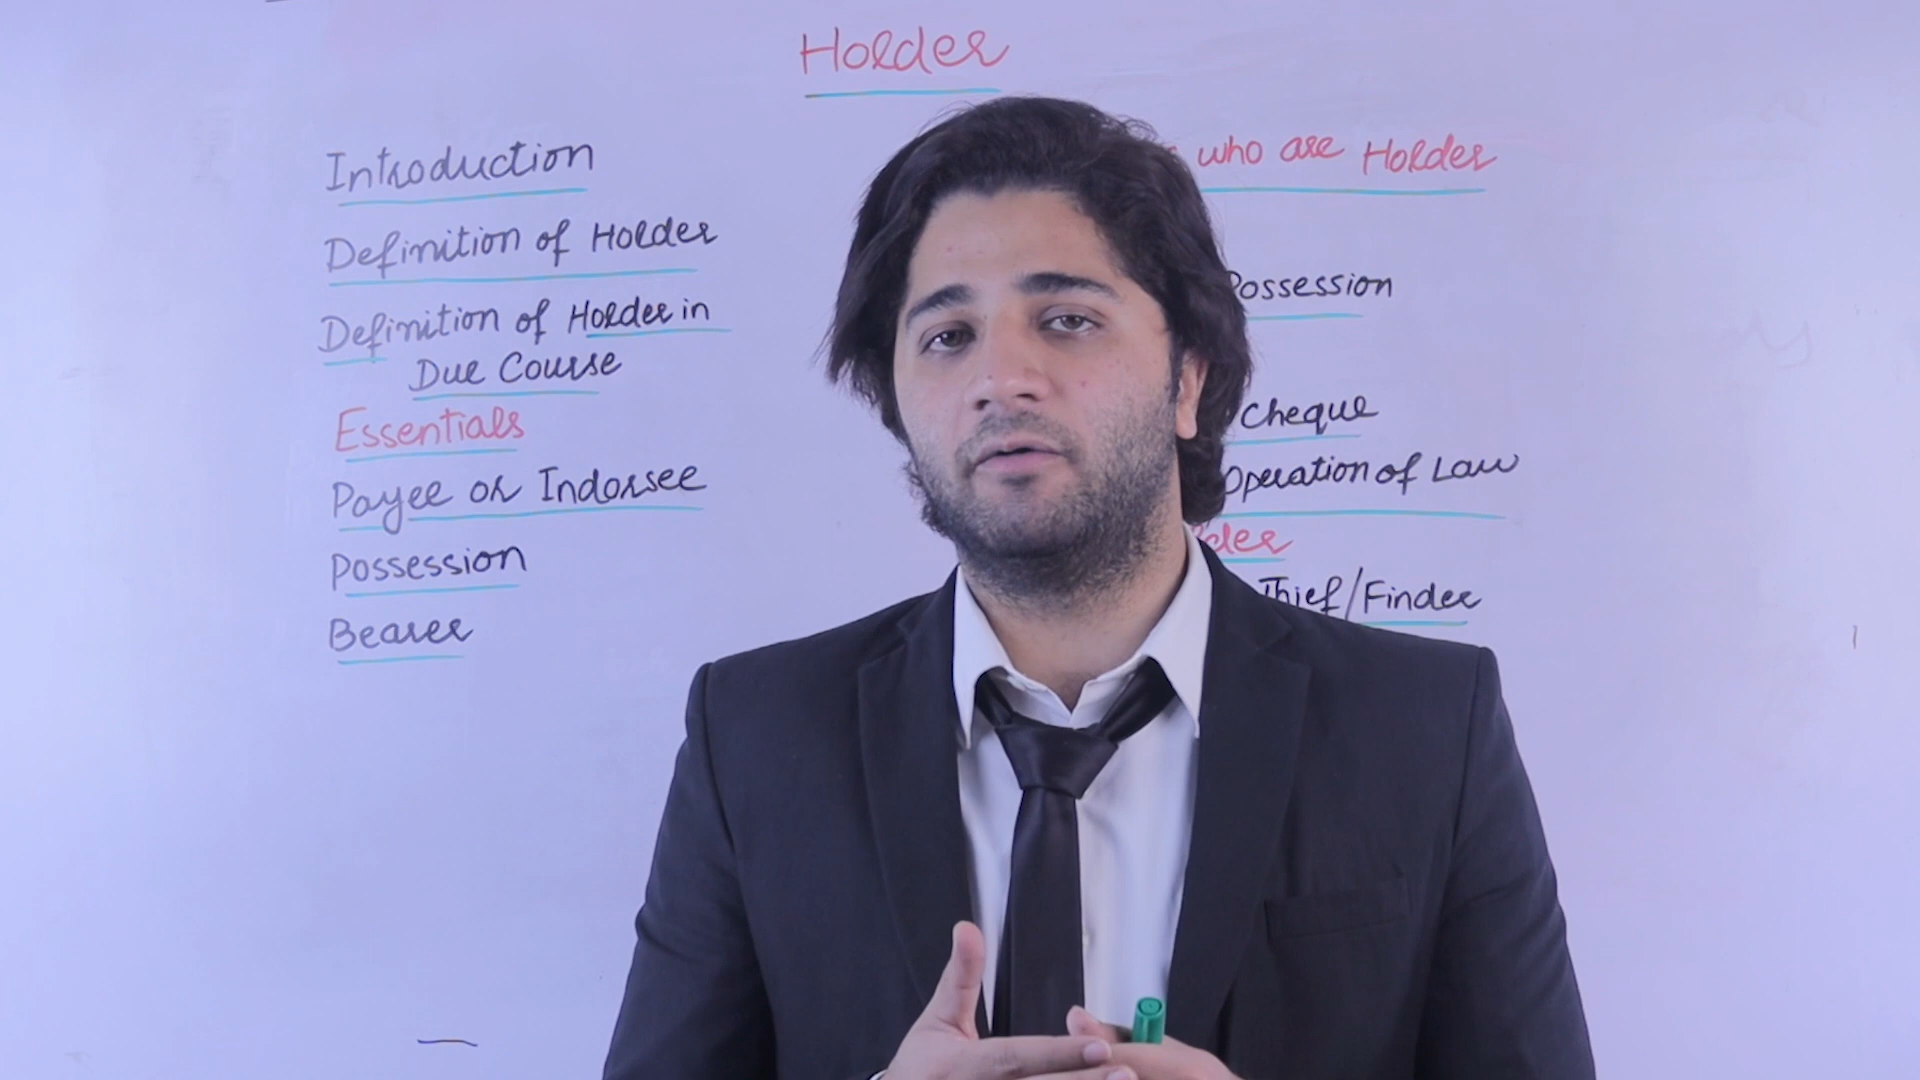 Holder
Introduction
Definition of Holder
Definition of Holder in
Due Course
Essentials
Payee or Indorsee
Possession
Bearer
who are Holder
Possession
Cheque
Operation of Law
Thief/Finder